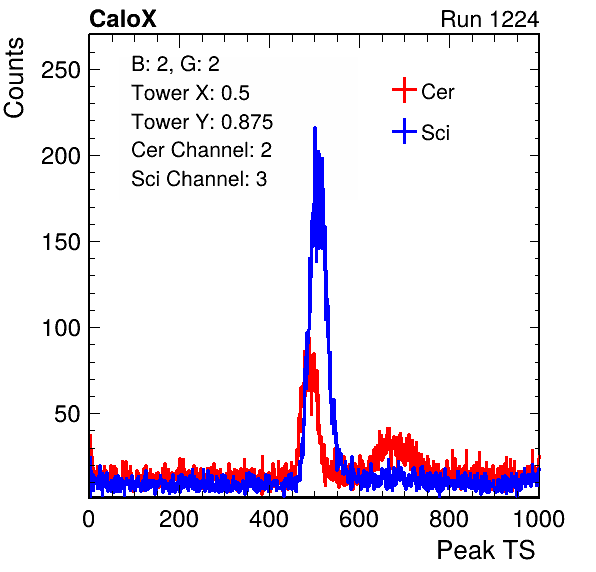 CaloX Run 1224
Counts
B: 2, G: 2
Tower X: 0.5
Tower Y: 0.875
Cer Channel: 2
Sci Channel: 3
Cer
Sci
250
200
150
100
50
0 200 400 600 800 1000
Peak TS